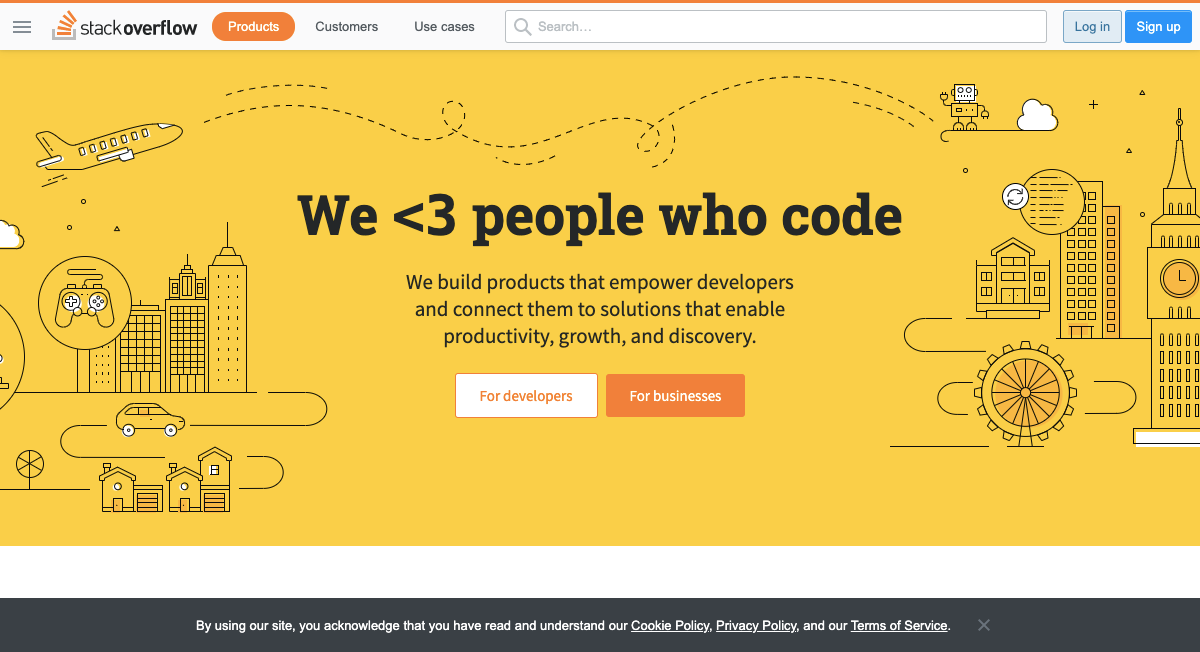 stackoverflow
Products
Customers
Use cases
Search...
Log in
Sign up
We <3 people who code
We build products that empower developers
and connect them to solutions that enable
productivity, growth, and discovery.
For developers
For businesses
By using our site, you acknowledge that you have read and understand our Cookie Policy, Privacy Policy, and our Terms of Service.